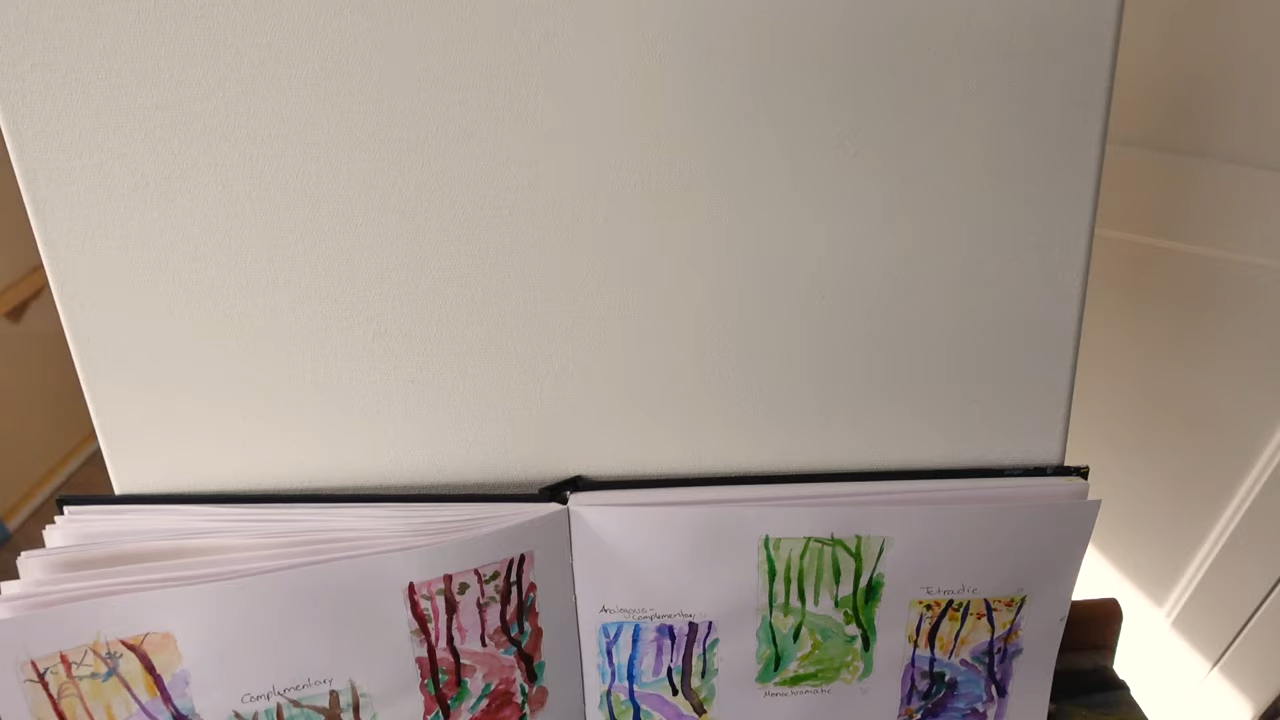 Complementary
Analogous-
Complementary
Monochromatic
Tetradic